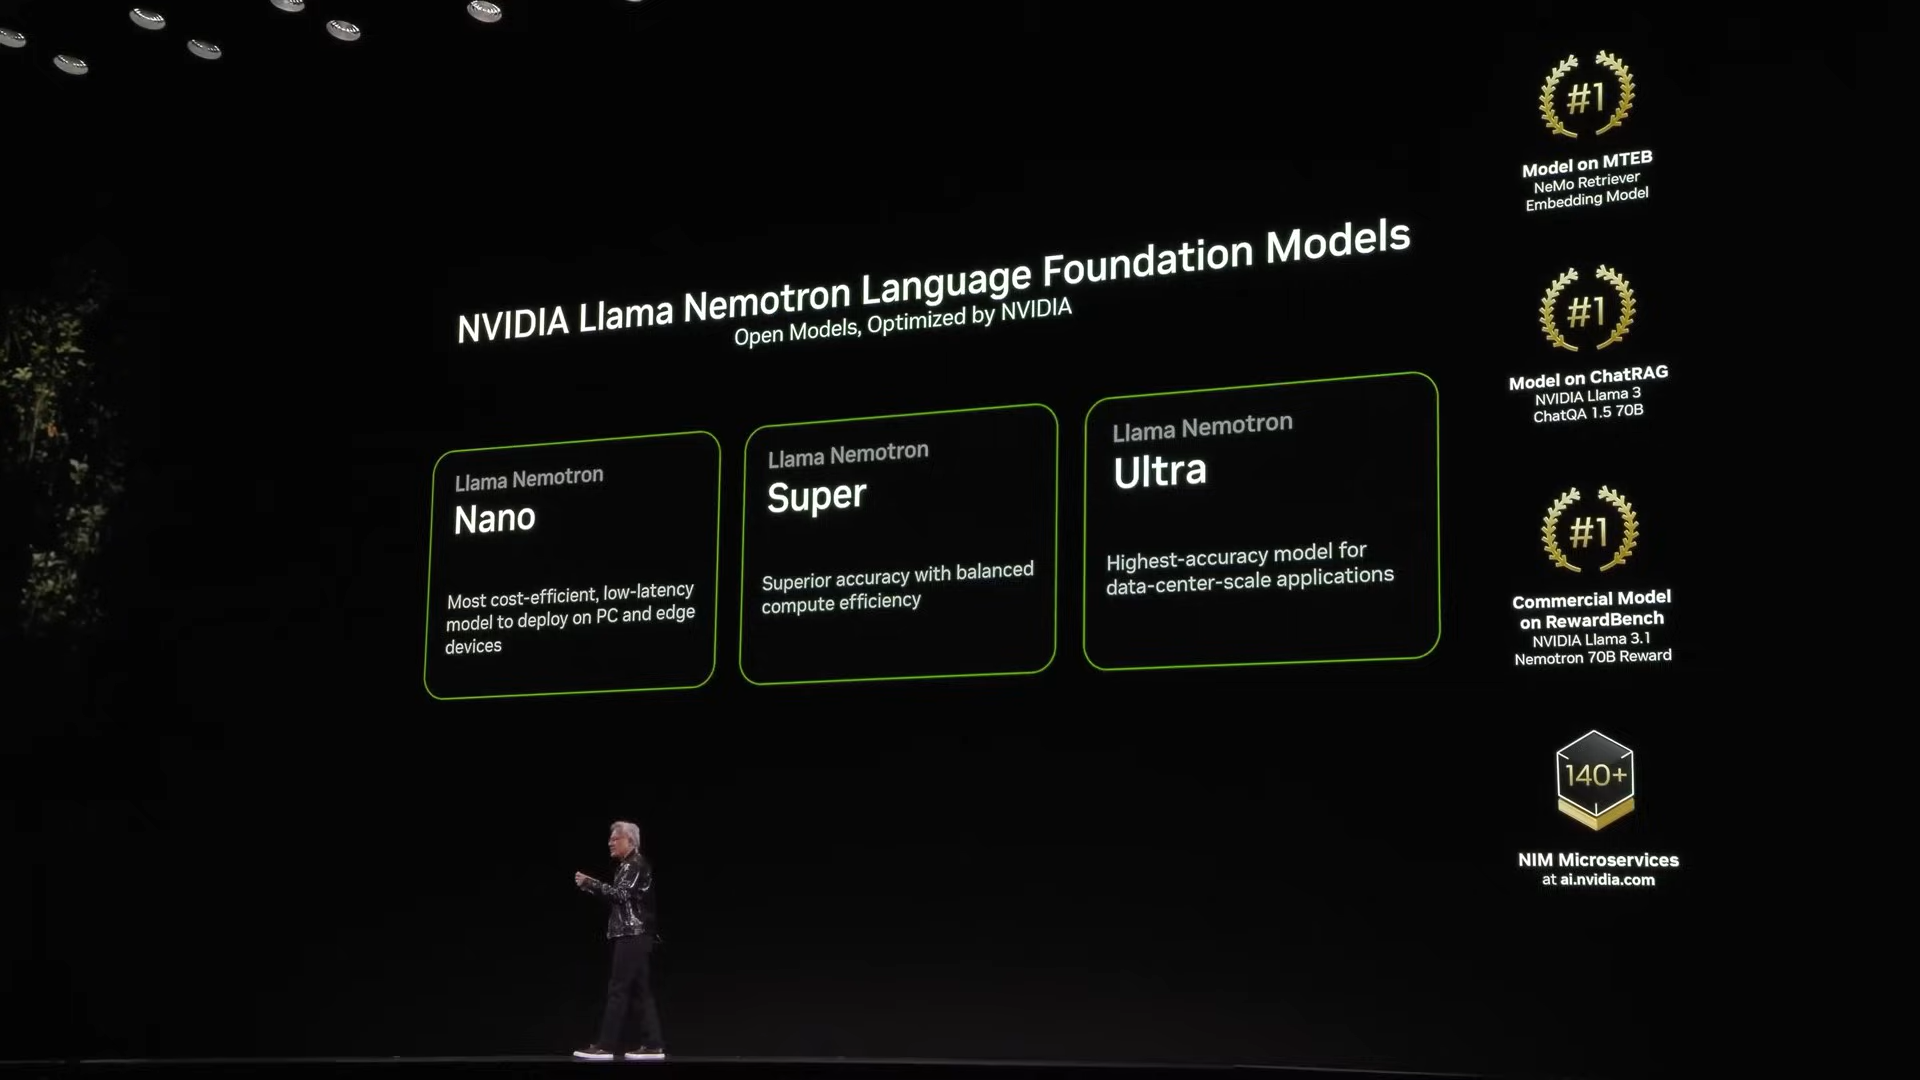 NVIDIA Llama Nemotron Language Foundation Models
Open Models, Optimized by NVIDIA
Llama Nemotron
Nano
Most cost-efficient, low-latency
model to deploy on PC and edge
devices
Llama Nemotron
Super
Superior accuracy with balanced
compute efficiency
Llama Nemotron
Ultra
Highest-accuracy model for
data-center-scale applications
#1
Model on MTEB
NeMo Retriever
Embedding Model
#1
Model on ChatRAG
NVIDIA Llama 3
ChatQA 1.5 70B
#1
Commercial Model
on RewardBench
NVIDIA Llama 3.1
Nemotron 70B Reward
140+
NIM Microservices
at ai.nvidia.com